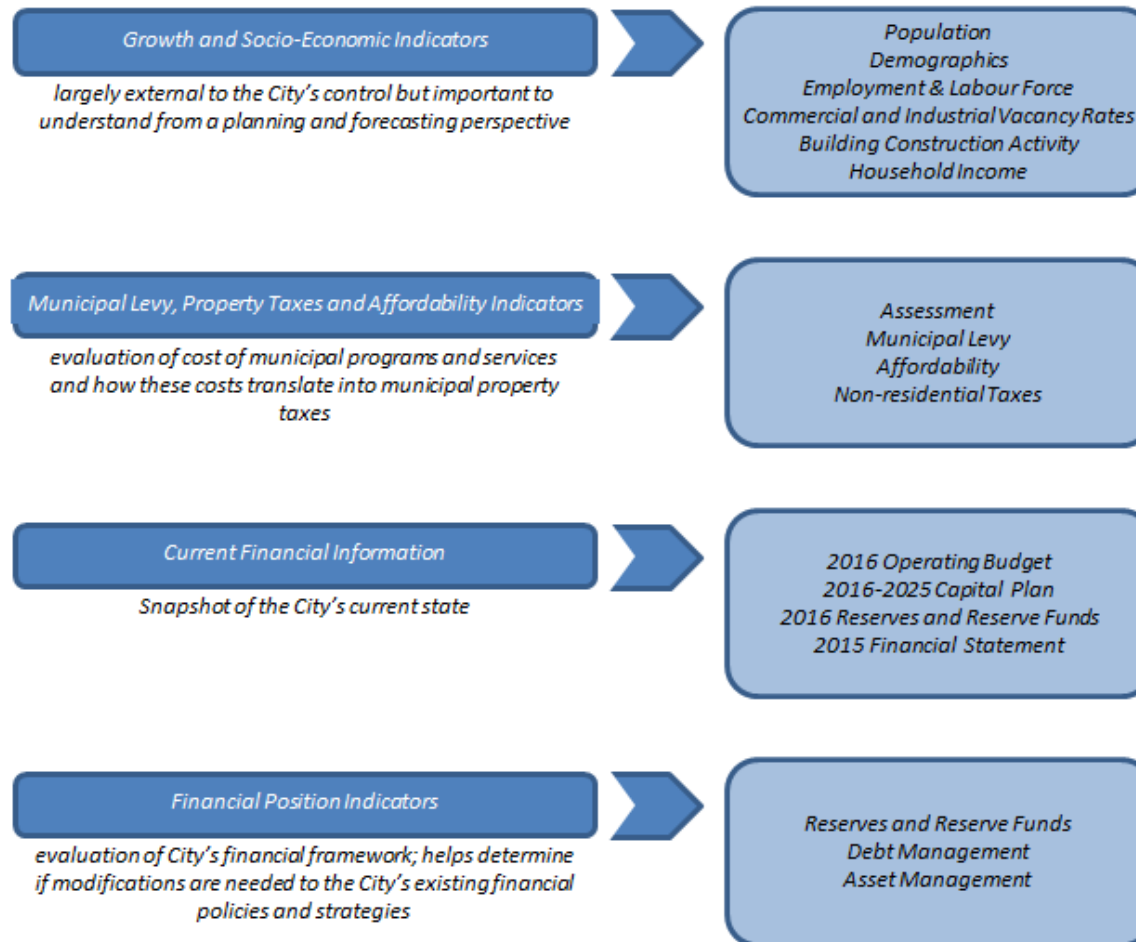 Growth and Socio-Economic Indicators
largely external to the City's control but important to
understand from a planning and forecasting perspective
Population
Demographics
Employment & Labour Force
Commercial and Industrial Vacancy Rates
Building Construction Activity
Household Income
Municipal Levy, Property Taxes and Affordability Indicators
evaluation of cost of municipal programs and services
and how these costs translate into municipal property
taxes
Assessment
Municipal Levy
Affordability
Non-residential Taxes
Current Financial Information
Snapshot of the City's current state
2016 Operating Budget
2016-2025 Capital Plan
2016 Reserves and Reserve Funds
2015 Financial Statement
Financial Position Indicators
evaluation of City's financial framework; helps determine
if modifications are needed to the City's existing financial
policies and strategies
Reserves and Reserve Funds
Debt Management
Asset Management